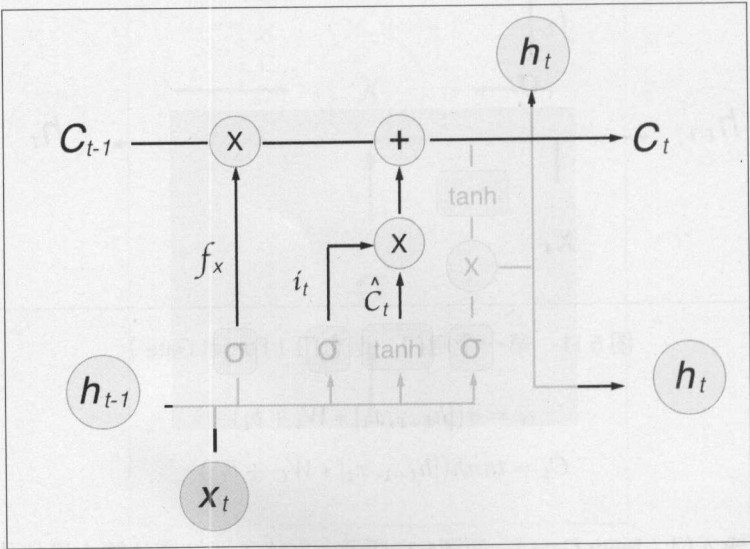 h_t
C_{t-1} x + C_t
tanh
f_x i_t Ĉ_t x x
σ σ tanh σ
h_{t-1} h_t
x_t